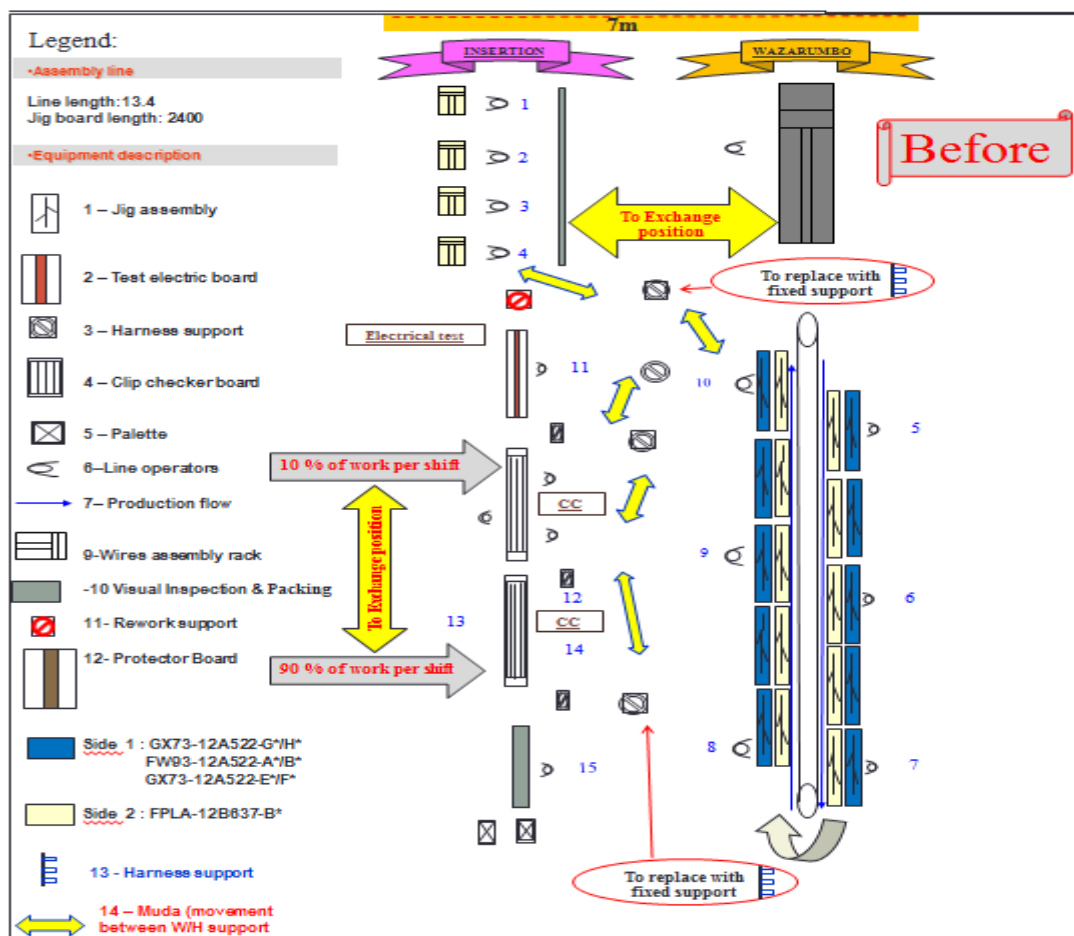 7m
Legend:
•Assembly line
Line length:13.4
Jig board length: 2400
•Equipment description
1 – Jig assembly
2 – Test electric board
3 – Harness support
4 – Clip checker board
5 – Palette
6–Line operators
7– Production flow
9-Wires assembly rack
-10 Visual Inspection & Packing
11- Rework support
12- Protector Board
Side 1 : GX73-12A522-G*/H*
FW93-12A522-A*/B*
GX73-12A522-E*/F*
Side 2 : FPLA-12B637-B*
13 - Harness support
14 – Muda (movement
between W/H support
INSERTION
WAZARUMBO
Before
1
2
3
4
To Exchange
position
To replace with
fixed support
Electrical test
11
10
5
10 % of work per shift
CC
To Exchange position
9
12
6
13
CC
14
90 % of work per shift
8
15
7
To replace with
fixed support